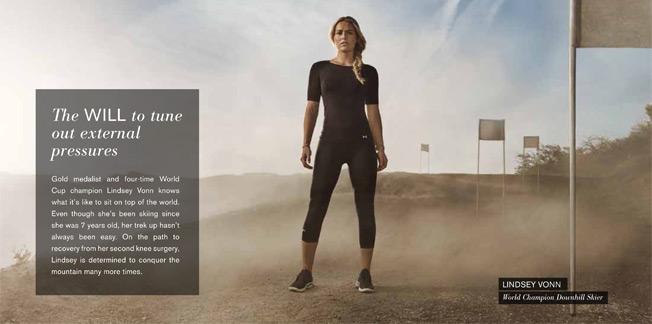 The WILL to tune
out external
pressures
Gold medalist and four-time World
Cup champion Lindsey Vonn knows
what it's like to sit on top of the world.
Even though she's been skiing since
she was 7 years old, her trek up hasn't
always been easy. On the path to
recovery from her second knee surgery,
Lindsey is determined to conquer the
mountain many more times.
LINDSEY VONN
World Champion Downhill Skier